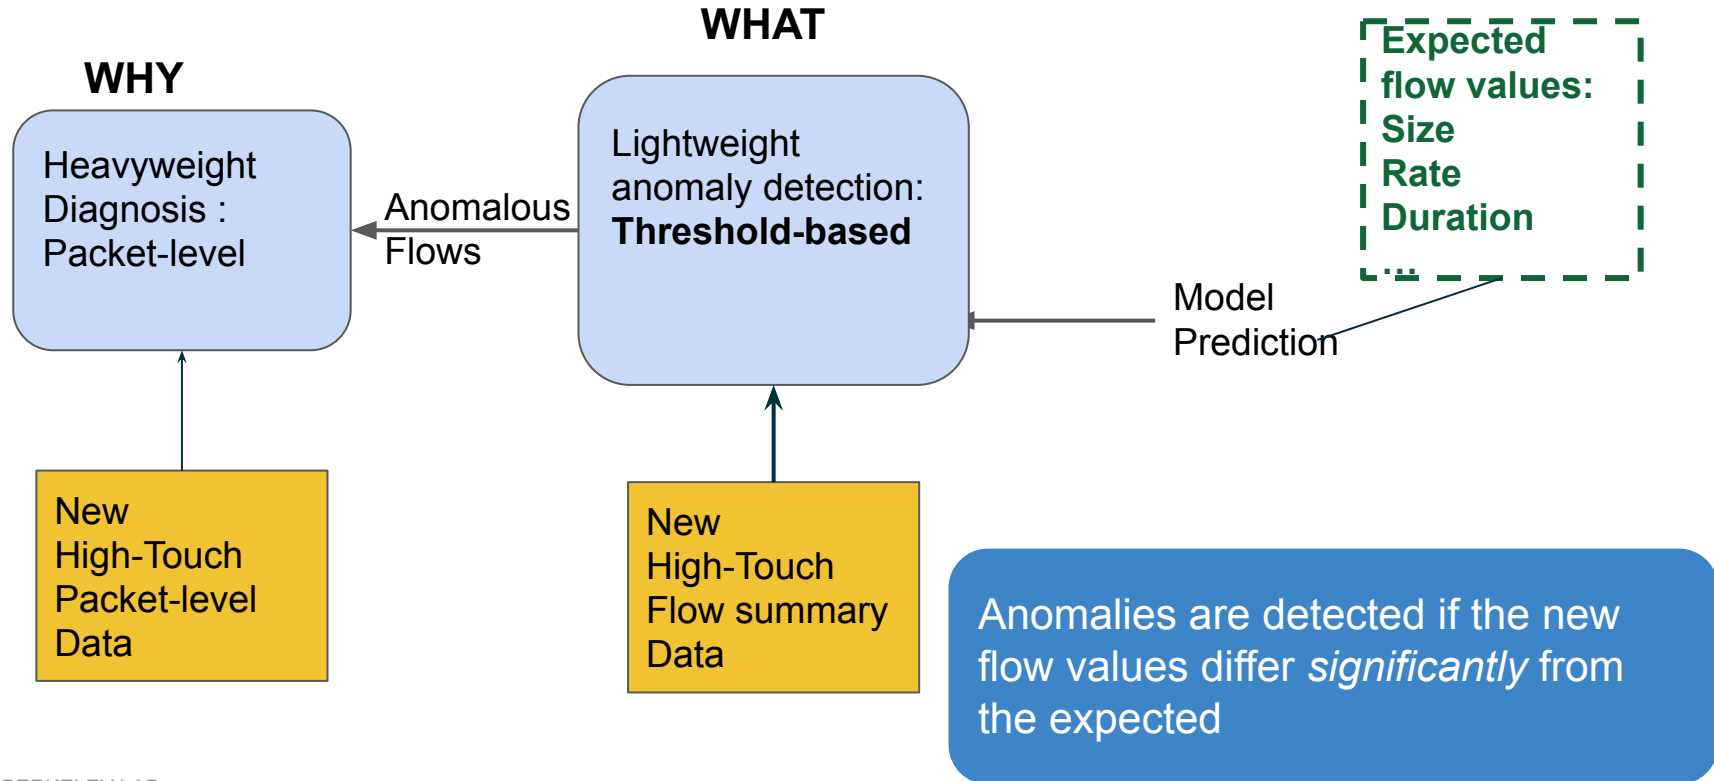 WHAT
WHY
Expected
flow values:
Size
Rate
Duration
...
Heavyweight
Diagnosis :
Packet-level
Anomalous
Flows
Lightweight
anomaly detection:
Threshold-based
Model
Prediction
New
High-Touch
Packet-level
Data
New
High-Touch
Flow summary
Data
Anomalies are detected if the new
flow values differ significantly from
the expected